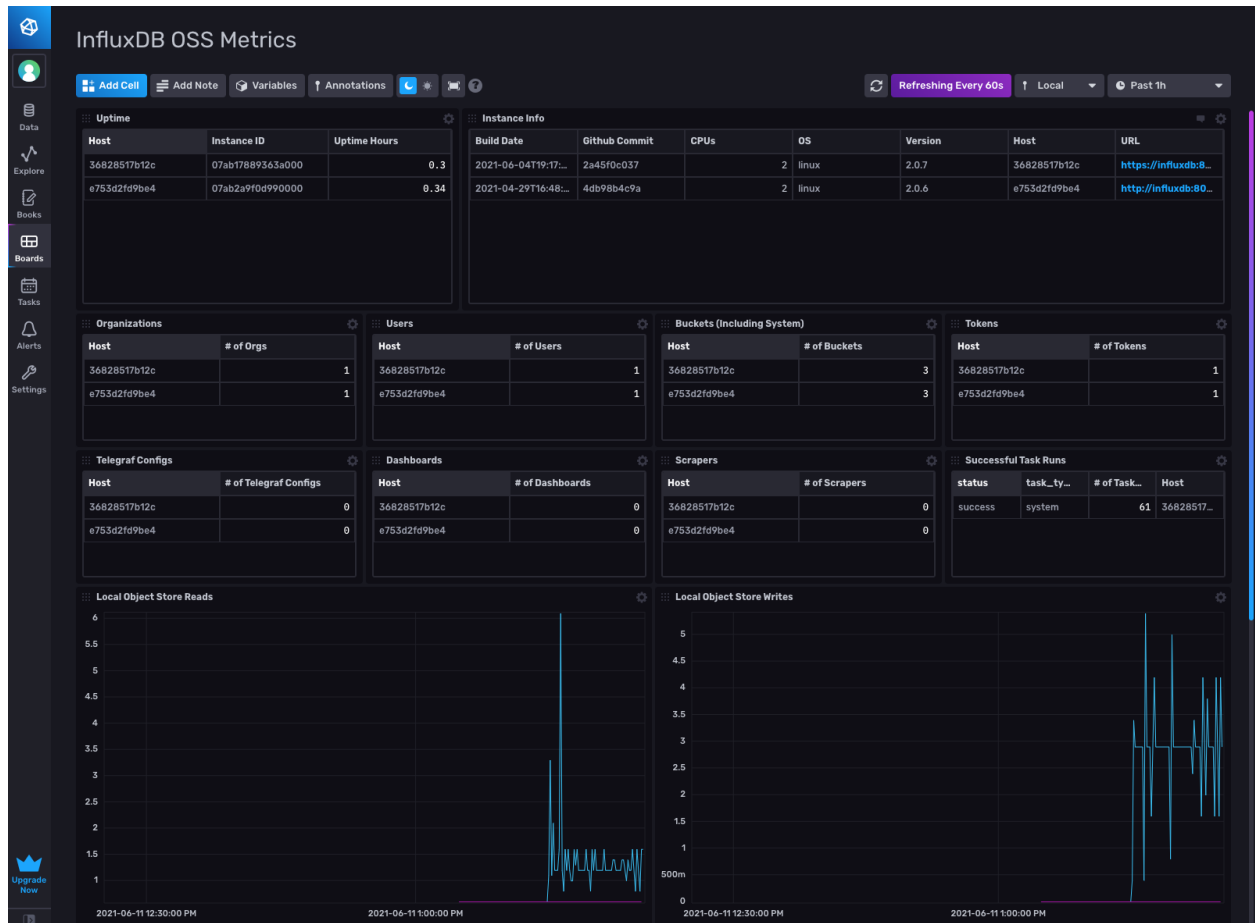 InfluxDB OSS Metrics
Add Cell Add Note Variables Annotations Refreshing Every 60s Local Past 1h
Data
Explore
Books
Boards
Tasks
Alerts
Settings
Upgrade Now
Uptime
Host Instance ID Uptime Hours
36828517b12c 07ab17889363a000 0.3
e753d2fd9be4 07ab2a9f0d990000 0.34
Instance Info
Build Date Github Commit CPUs OS Version Host URL
2021-06-04T19:17:... 2a45f0c037 2 linux 2.0.7 36828517b12c https://influxdb:8...
2021-04-29T16:48:... 4db98b4c9a 2 linux 2.0.6 e753d2fd9be4 http://influxdb:80...
Organizations
Host # of Orgs
36828517b12c 1
e753d2fd9be4 1
Users
Host # of Users
36828517b12c 1
e753d2fd9be4 1
Buckets (Including System)
Host # of Buckets
36828517b12c 3
e753d2fd9be4 3
Tokens
Host # of Tokens
36828517b12c 1
e753d2fd9be4 1
Telegraf Configs
Host # of Telegraf Configs
36828517b12c 0
e753d2fd9be4 0
Dashboards
Host # of Dashboards
36828517b12c 0
e753d2fd9be4 0
Scrapers
Host # of Scrapers
36828517b12c 0
e753d2fd9be4 0
Successful Task Runs
status task_ty... # of Task... Host
success system 61 36828517...
Local Object Store Reads
6
5.5
5
4.5
4
3.5
3
2.5
2
1.5
1
2021-06-11 12:30:00 PM 2021-06-11 1:00:00 PM
Local Object Store Writes
5
4.5
4
3.5
3
2.5
2
1.5
1
500m
0
2021-06-11 12:30:00 PM 2021-06-11 1:00:00 PM